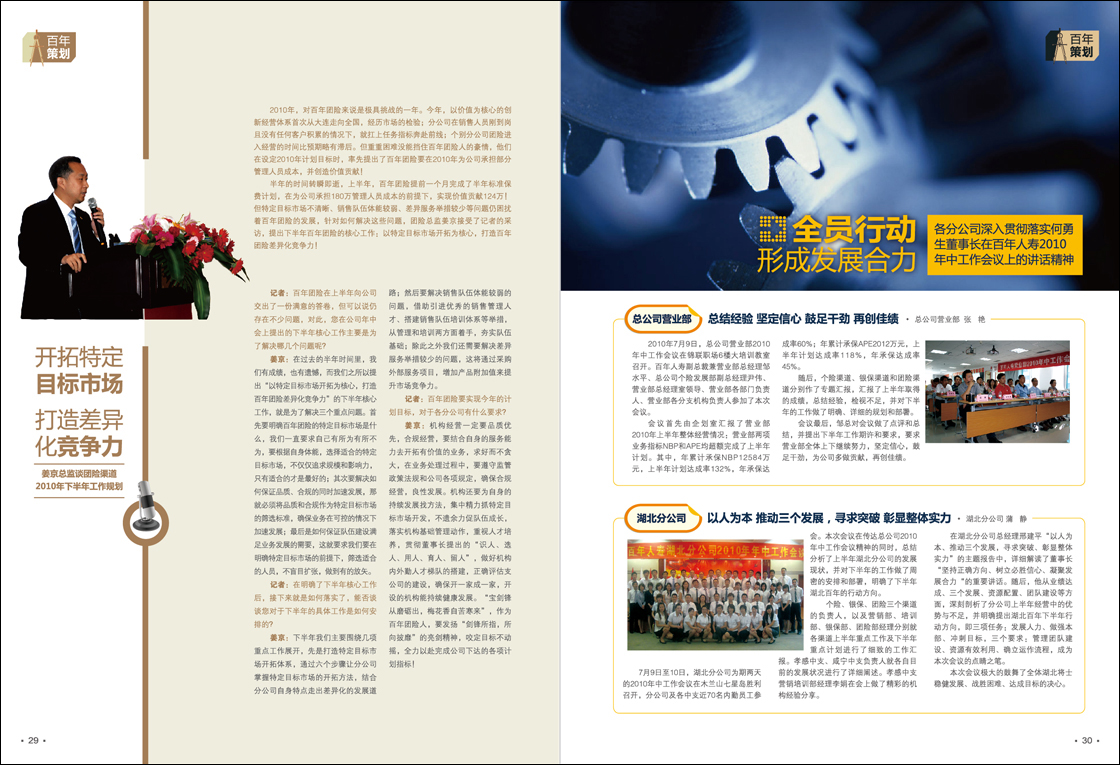 百年
策划
2010年，对百年团险来说是极具挑战的一年。今年，以价值为核心的创
新经营体系首次从大连走向全国，经历市场的检验；分公司在销售人员刚到岗
且没有任何客户积累的情况下，就扛上任务指标奔赴前线；个别分公司团险进
入经营的时间比预期略有滞后。但重重困难没能挡住百年团险人的豪情，他们
在设定2010年计划目标时，率先提出了百年团险要在2010年为公司承担部分
管理人员成本，并创造价值贡献！
半年的时间转瞬即逝，上半年，百年团险提前一个月完成了半年标准保
费计划，在为公司承担180万管理人员成本的前提下，实现价值贡献124万！
但特定目标市场不清晰、销售队伍体能较弱、差异服务举措较少等问题仍困扰
着百年团险的发展，针对如何解决这些问题，团险总监姜京接受了记者的采
访，提出下半年百年团险的核心工作：以特定目标市场开拓为核心，打造百年
团险差异化竞争力！
开拓特定
目标市场
打造差异
化竞争力
姜京总监谈团险渠道
2010年下半年工作规划
记者：百年团险在上半年向公司
交出了一份满意的答卷，但可以说仍
存在不少问题，对此，您在公司年中
会上提出的下半年核心工作主要是为
了解决哪几个问题呢？
姜京：在过去的半年时间里，我
们有成绩，也有遗憾，而我们之所以提
出“以特定目标市场开拓为核心，打造
百年团险差异化竞争力”的下半年核心
工作，就是为了解决三个重点问题。首
先要明确百年团险的特定目标市场是什
么，我们一直要求自己有所为有所不
为，要根据自身体能，选择适合的特定
目标市场，不仅仅追求规模和影响力，
只有适合的才是最好的；其次要解决如
何保证品质、合规的同时加速发展，那
就必须将品质和合规作为特定目标市场
的筛选标准，确保业务在可控的情况下
加速发展；最后是如何保证队伍建设满
足业务发展的需要，这就要求我们要在
明确特定目标市场的前提下，筛选适合
的人员，不盲目扩张，做到有的放矢。
记者：在明确了下半年核心工作
后，接下来就是如何落实了，能否谈
谈您对于下半年的具体工作是如何安
排的？
姜京：下半年我们主要围绕几项
重点工作展开，先是打造特定目标市
场开拓体系，通过六个步骤让分公司
掌握特定目标市场的开拓方法，结合
分公司自身特点走出差异化的发展道
路；然后要解决销售队伍体能较弱的
问题，借助引进优秀的销售管理人
才、搭建销售队伍培训体系等举措，
从管理和培训两方面着手，夯实队伍
基础；除此之外我们还需要解决差异
服务举措较少的问题，这将通过采购
外部服务项目，增加产品附加值来提
升市场竞争力。
记者：百年团险要实现今年的计
划目标，对于各分公司有什么要求？
姜京：机构经营一定要品质优
先，合规经营，要结合自身的服务能
力去开拓有价值的业务，求好而不贪
大，在业务处理过程中，要遵守监管
政策法规和公司各项规定，确保合规
经营，良性发展。机构还要为自身的
持续发展找方法，集中精力抓特定目
标市场开发，不遗余力促队伍成长，
落实机构基础管理动作，重视人才培
养，贯彻董事长提出的“识人、选
人、用人、育人、留人”，做好机构
内外勤人才梯队的搭建，正确评估支
公司的建设，确保开一家成一家，开
设的机构能持续健康发展。“宝剑锋
从磨砺出，梅花香自苦寒来”，作为
百年团险人，要发扬“剑锋所指，所
向披靡”的亮剑精神，咬定目标不动
摇，全力以赴完成公司下达的各项计
划指标！
29
百年
策划
全员行动
形成发展合力
各分公司深入贯彻落实何勇
生董事长在百年人寿2010
年中工作会议上的讲话精神
总公司营业部
总结经验 坚定信心 鼓足干劲 再创佳绩
·总公司营业部 张 艳
2010年7月9日，总公司营业部2010
年中工作会议在锦联职场6楼大培训教室
召开。百年人寿副总裁兼营业部总经理邹
水平、总公司个险发展部副总经理尹伟、
营业部总经理室领导、营业部各部门负责
人、营业部各分支机构负责人参加了本次
会议。
会议首先由企划室汇报了营业部
2010年上半年整体经营情况；营业部两项
业务指标NBP和APE均超额完成了上半年
计划。其中，年累计承保NBP12584万
元，上半年计划达成率132%，年承保达
成率60%；年累计承保APE2012万元，上
半年计划达成率118%，年承保达成率
45%。
随后，个险渠道、银保渠道和团险渠
道分别作了专题汇报，汇报了上半年取得
的成绩，总结经验，检视不足，并对下半
年的工作做了明确、详细的规划和部署。
会议最后，邹总对会议做了点评和总
结，并提出下半年工作期许和要求，要求
营业部全体上下继续努力，坚定信心，鼓
足干劲，为公司多做贡献，再创佳绩。
湖北分公司
以人为本 推动三个发展，寻求突破 彰显整体实力
·湖北分公司 蒲 静
百年人寿湖北分公司2010年年中工作会议
7月9日至10日，湖北分公司为期两天
的2010年中工作会议在木兰山七星岛胜利
召开，分公司及各中支近70名内勤员工参
会。本次会议在传达总公司2010
年中工作会议精神的同时，总结
分析了上半年湖北分公司的发展
现状，并对下半年的工作做了周
密的安排和部署，明确了下半年
湖北百年的行动方向。
个险、银保、团险三个渠道
的负责人，以及营销部、培训
部、银保部、团险部经理分别就
各渠道上半年重点工作及下半年
重点计划进行了细致的工作汇
报。孝感中支、咸宁中支负责人就各自目
前的发展状况进行了详细阐述。孝感中支
营销培训部经理李娟在会上做了精彩的机
构经验分享。
在湖北分公司总经理邢建平“以人为
本、推动三个发展，寻求突破、彰显整体
实力”的主题报告中，详细解读了董事长
“坚持正确方向、树立必胜信心、凝聚发
展合力“的重要讲话。随后，他从业绩达
成、三个发展、资源配置、团队建设等方
面，深刻剖析了分公司上半年经营中的优
势与不足，并明确提出湖北百年下半年行
动方向，即三项任务；发展人力、做强本
部、冲刺目标，三个要求；管理团队建
设、资源有效利用、确立运作流程，成为
本次会议的点睛之笔。
本次会议极大的鼓舞了全体湖北将士
稳健发展、战胜困难、达成目标的决心。
30